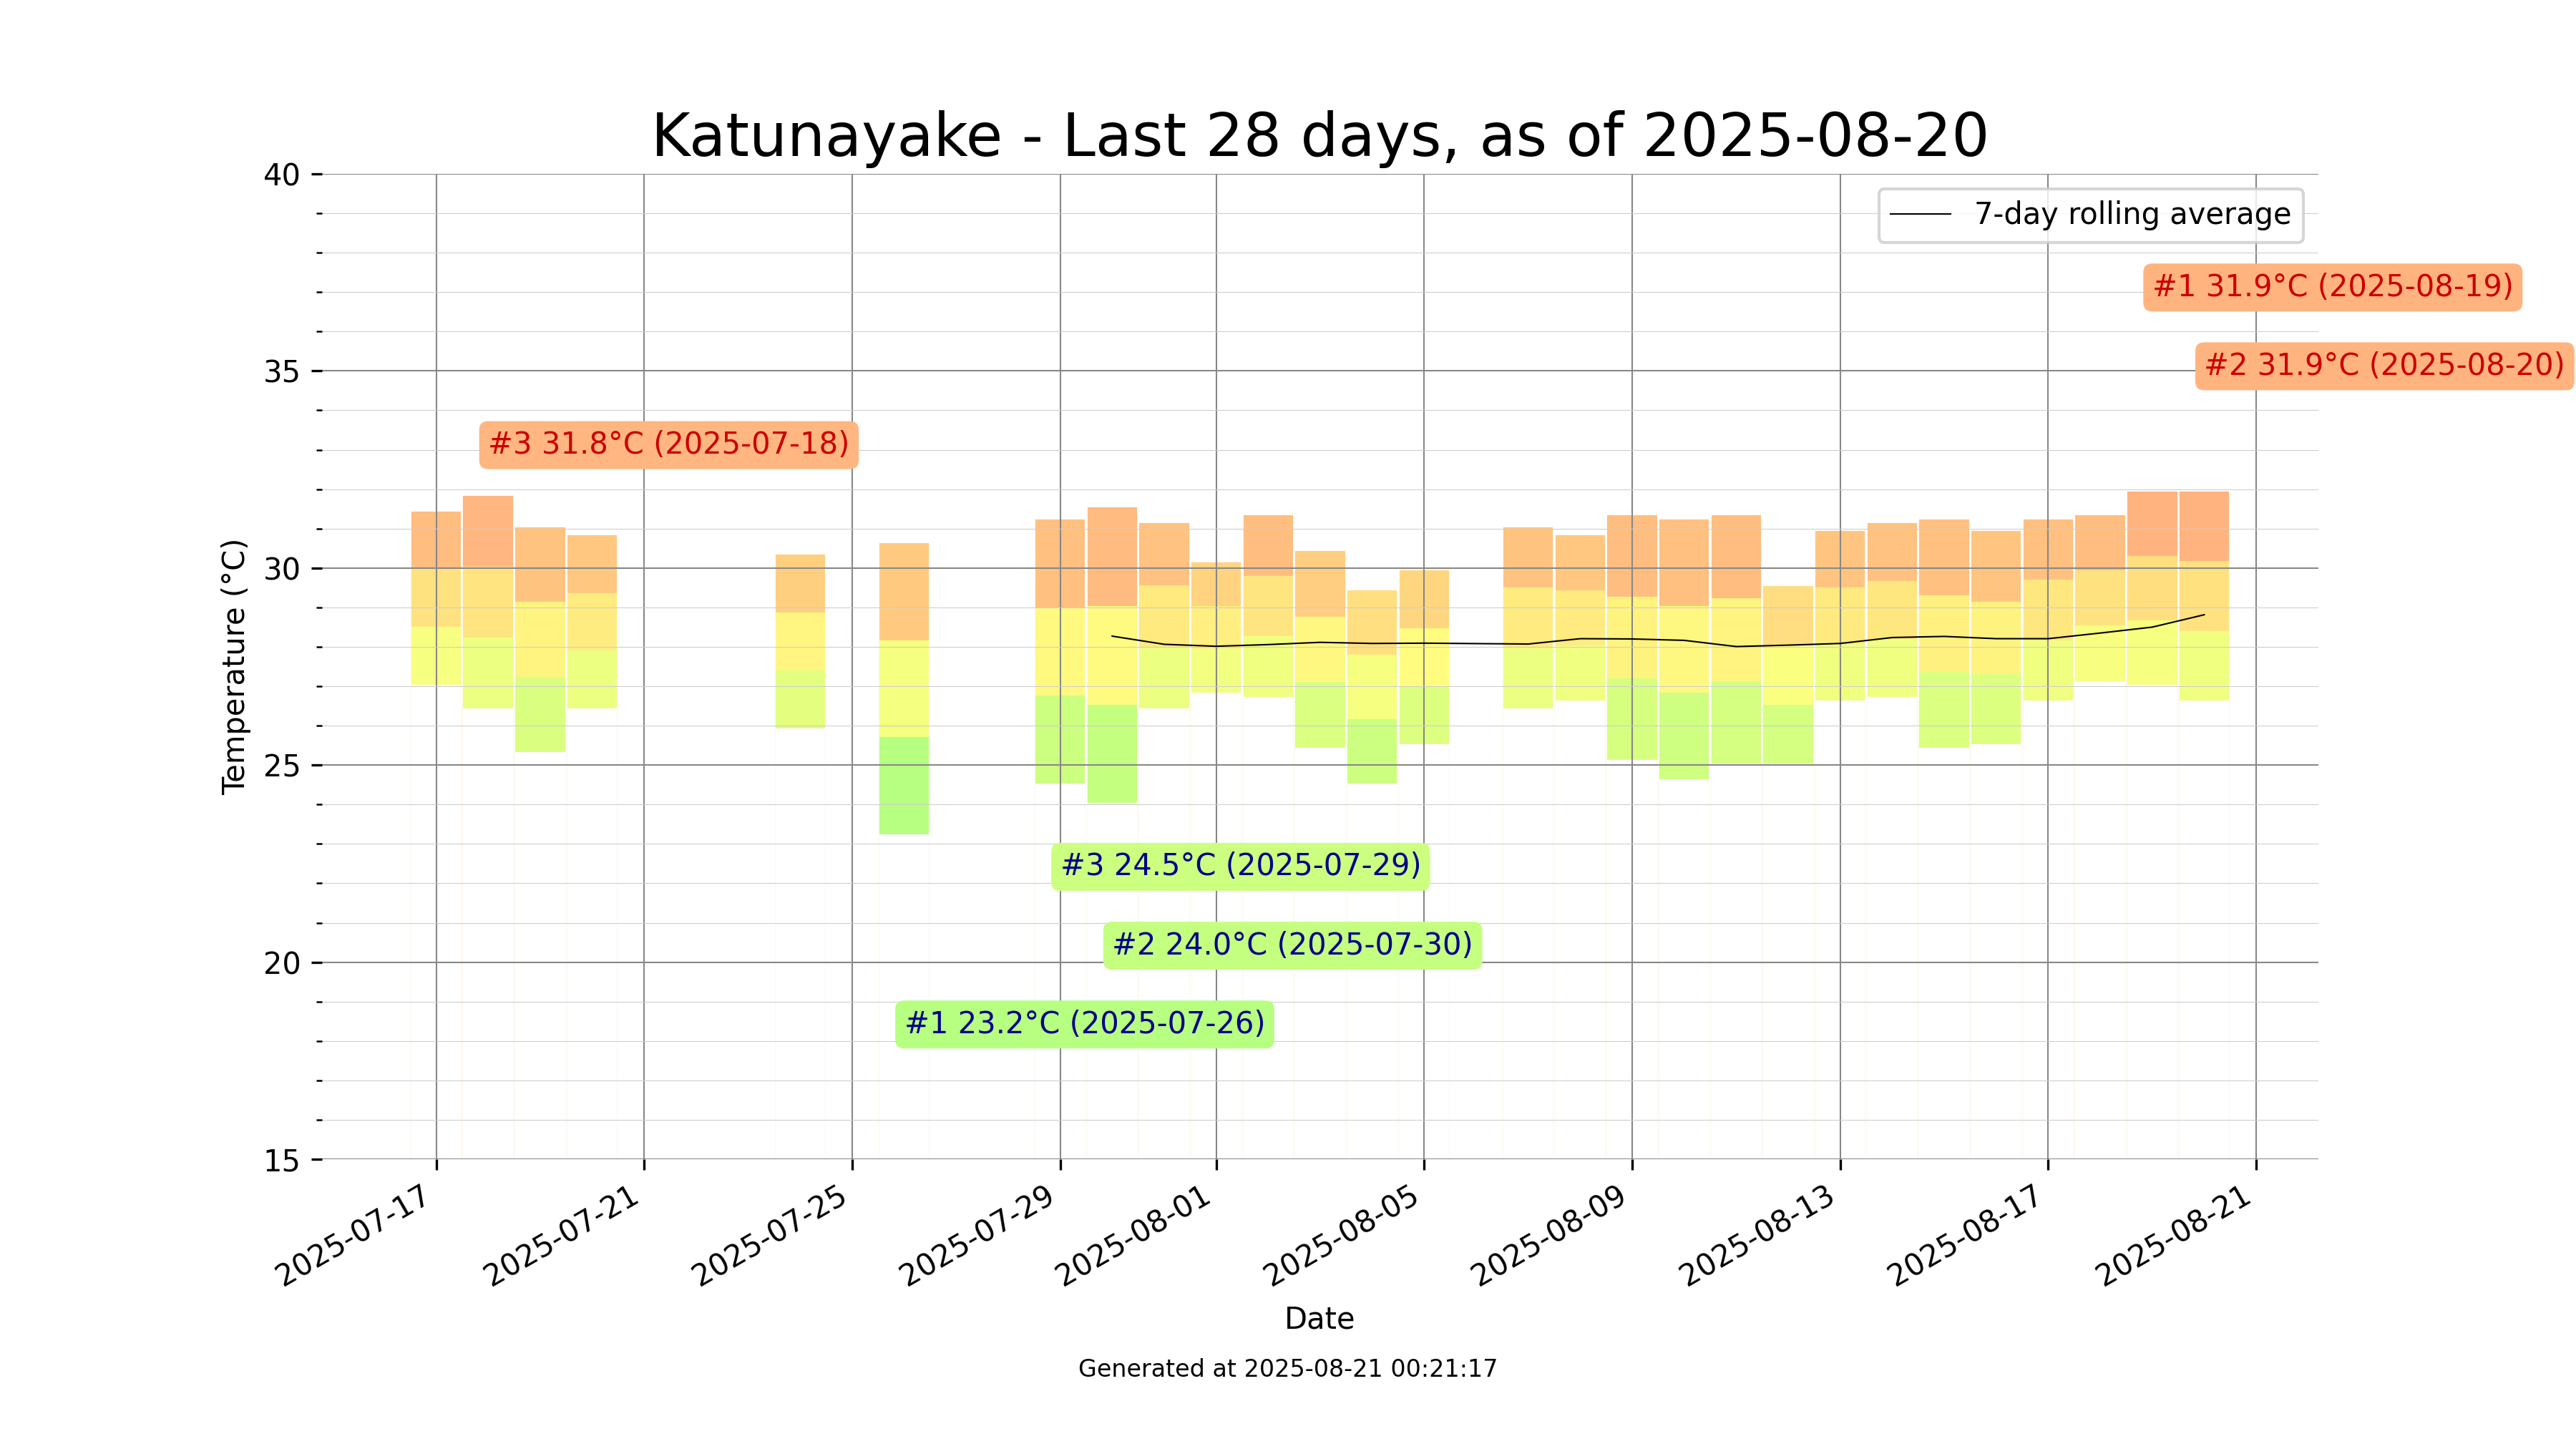 Katunayake - Last 28 days, as of 2025-08-20
40
7-day rolling average
#1 31.9°C (2025-08-19)
35
#2 31.9°C (2025-08-20)
#3 31.8°C (2025-07-18)
30
Temperature (°C)
25
#3 24.5°C (2025-07-29)
#2 24.0°C (2025-07-30)
20
#1 23.2°C (2025-07-26)
15
2025-07-17
2025-07-21
2025-07-25
2025-07-29
2025-08-01
2025-08-05
2025-08-09
2025-08-13
2025-08-17
2025-08-21
Date
Generated at 2025-08-21 00:21:17